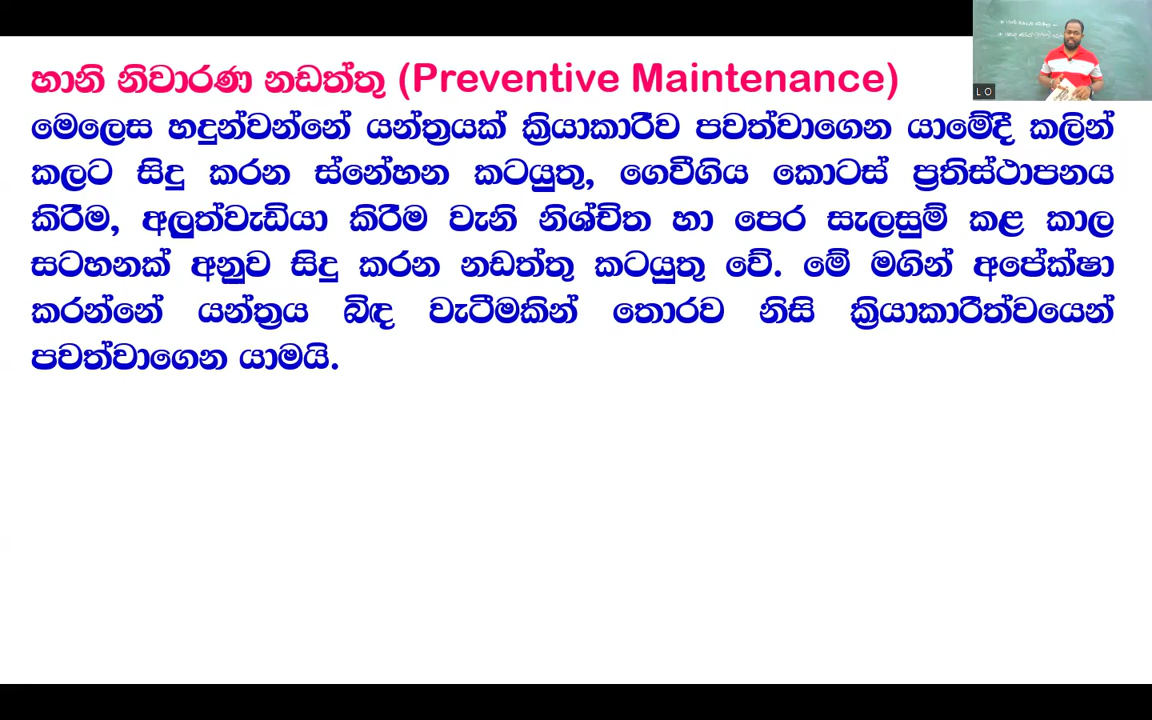 හානි නිවාරණ නඩත්තු (Preventive Maintenance)
මෙලෙස හදුන්වන්නේ යන්ත්‍රයක් ක්‍රියාකාරීව පවත්වාගෙන යාමේදී කලින්
කලට සිදු කරන ස්නේහන කටයුතු, ගෙවීගිය කොටස් ප්‍රතිස්ථාපනය
කිරීම, අලුත්වැඩියා කිරීම වැනි නිශ්චිත හා පෙර සැලසුම් කළ කාල
සටහනක් අනුව සිදු කරන නඩත්තු කටයුතු වේ. මේ මගින් අපේක්ෂා
කරන්නේ යන්ත්‍රය බිඳ වැටීමකින් තොරව නිසි ක්‍රියාකාරීත්වයෙන්
පවත්වාගෙන යාමයි.
L O